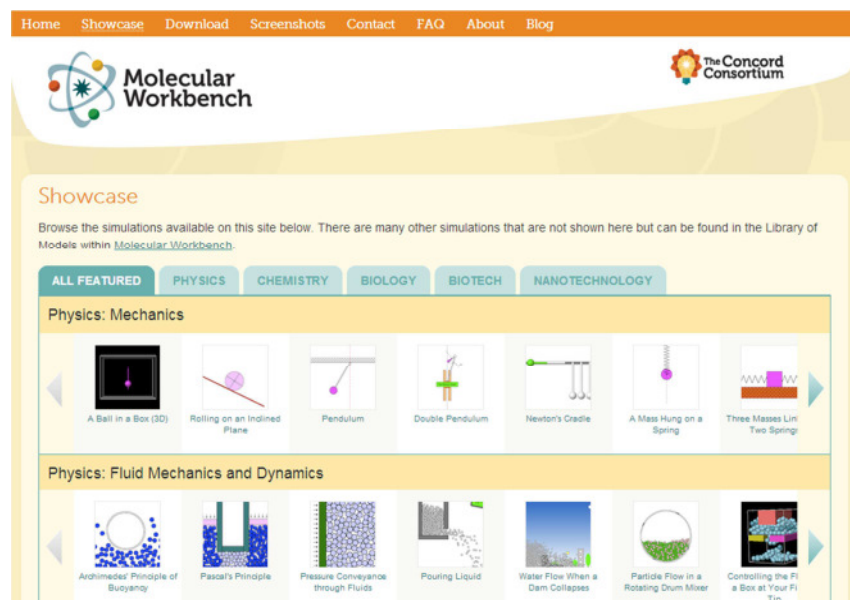 Home Showcase Download Screenshots Contact FAQ About Blog
Molecular
Workbench
The Concord
Consortium
Showcase
Browse the simulations available on this site below. There are many other simulations that are not shown here but can be found in the Library of
Models within Molecular Workbench.
ALL FEATURED PHYSICS CHEMISTRY BIOLOGY BIOTECH NANOTECHNOLOGY
Physics: Mechanics
A Ball in a Box (3D)
Rolling on an Inclined
Plane
Pendulum
Double Pendulum
Newton's Cradle
A Mass Hung on a
Spring
Three Masses Lin
Two Springs
Physics: Fluid Mechanics and Dynamics
Archimedes' Principle of
Buoyancy
Pascal's Principle
Pressure Conveyance
through Fluids
Pouring Liquid
Water Flow When a
Dam Collapses
Particle Flow in a
Rotating Drum Mixer
Controlling the Fl
a Box at Your Fi
Tip